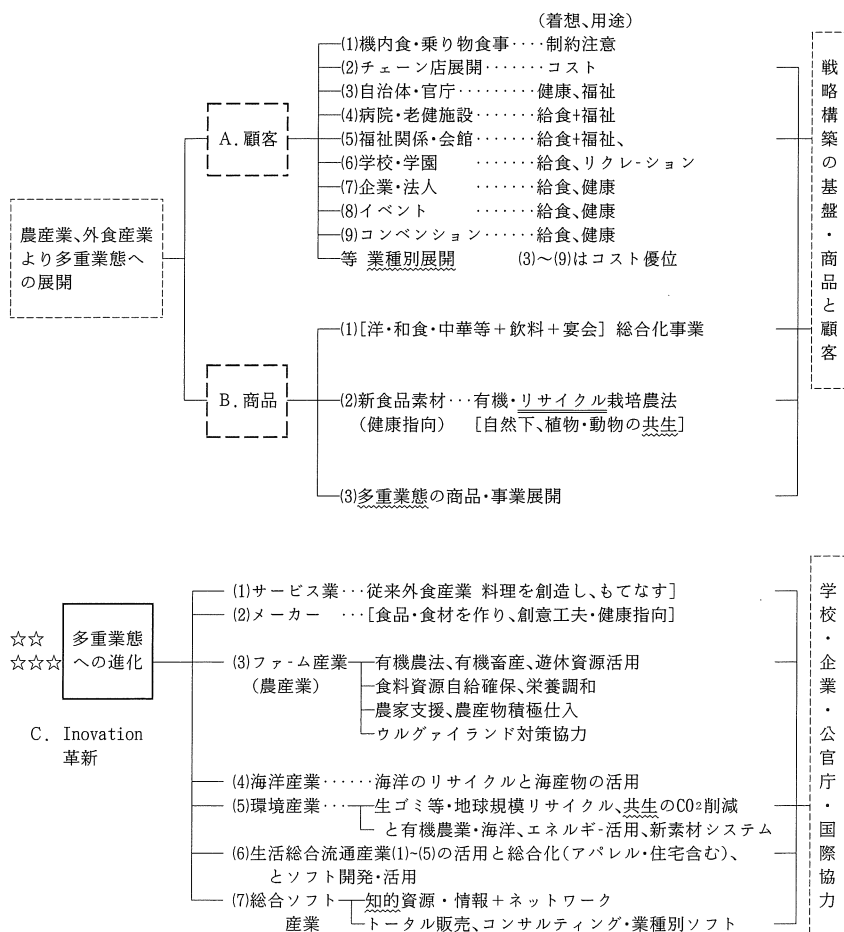 （着想、用途）
(1)機内食・乗り物食事‥‥制約注意
(2)チェーン店展開‥‥‥‥コスト
(3)自治体・官庁‥‥‥‥‥健康、福祉
(4)病院・老健施設‥‥‥給食+福祉
(5)福祉関係・会館‥‥‥給食+福祉、
(6)学校・学園 ‥‥‥給食、リクレ-ション
(7)企業・法人 ‥‥‥給食、健康
(8)イベント ‥‥‥給食、健康
(9)コンベンション‥‥‥給食、健康
等 業種別展開 (3)～(9)はコスト優位
A．顧客
農産業、外食産業
より多重業態へ
の展開
B．商品
(1)[洋・和食・中華等＋飲料＋宴会] 総合化事業
(2)新食品素材‥‥有機・リサイクル栽培農法
（健康指向） [自然下、植物・動物の共生]
(3)多重業態の商品・事業展開
戦略構築の基盤・商品と顧客
☆☆
☆☆☆
多重業態
への進化
C．Inovation
革新
(1)サービス業‥‥従来外食産業 料理を創造し、もてなす]
(2)メーカー ‥‥[食品・食材を作り、創意工夫・健康指向]
(3)ファ-ム産業 有機農法、有機畜産、遊休資源活用
（農産業） 食料資源自給確保、栄養調和
農家支援、農産物積極仕入
ウルグァイランド対策協力
(4)海洋産業‥‥‥海洋のリサイクルと海産物の活用
(5)環境産業‥‥生ゴミ等・地球規模リサイクル、共生のCO₂削減
と有機農業・海洋、エネルギ-活用、新素材システム
(6)生活総合流通産業(1)~(5)の活用と総合化(アパレル・住宅含む)、
とソフト開発・活用
(7)総合ソフト 知的資源・情報＋ネットワーク
産業 トータル販売、コンサルティング・業種別ソフト
学校・企業・公官庁・国際協力